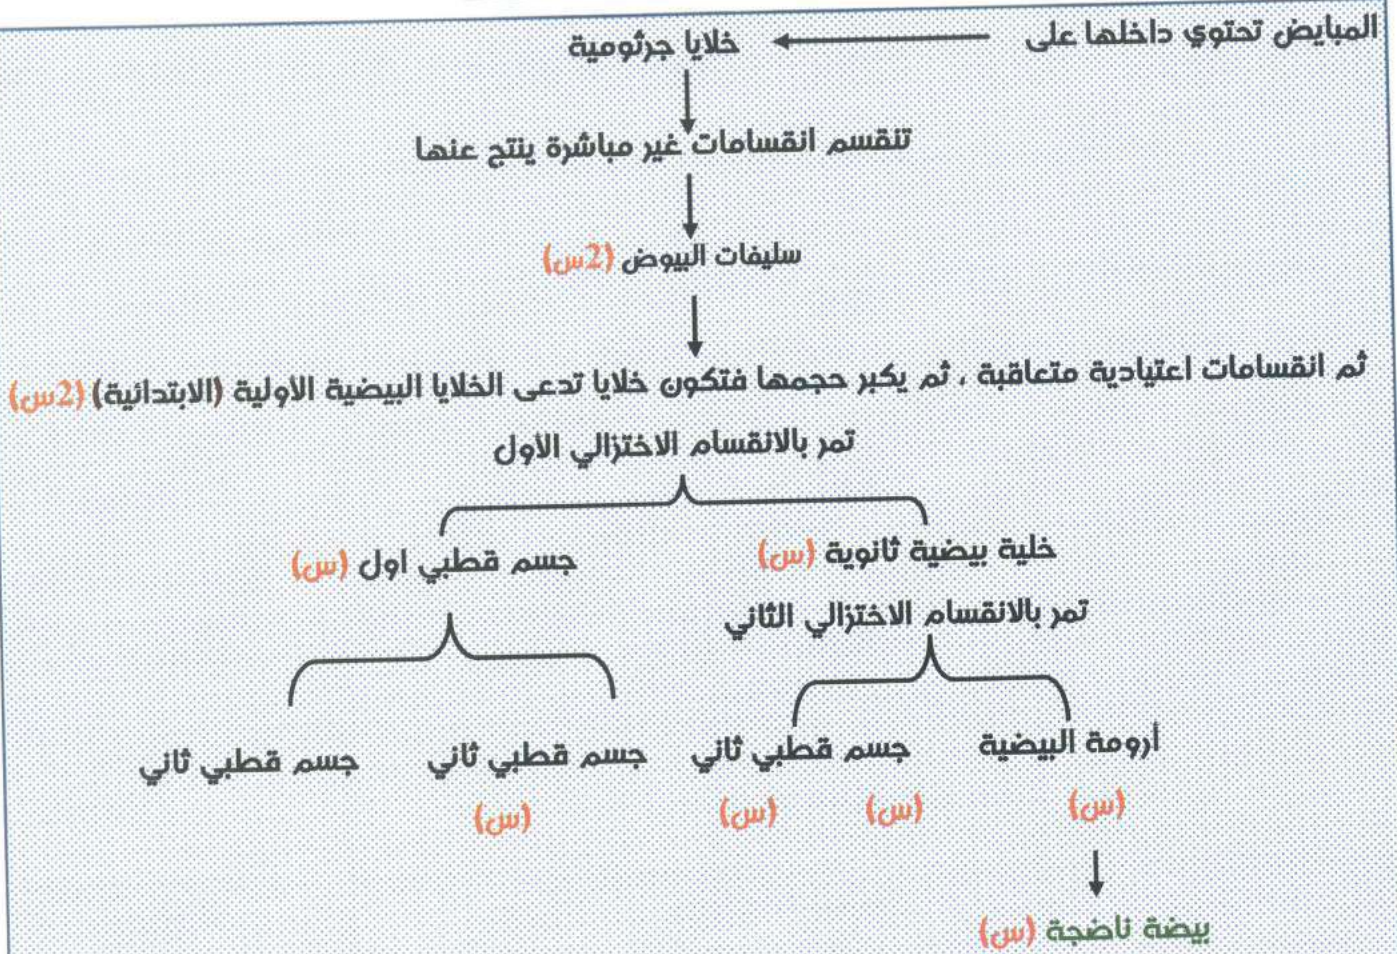 المبايض تحتوي داخلها على خلايا جرثومية
تنقسم انقسامات غير مباشرة ينتج عنها
سليفات البيوض (2س)
ثم انقسامات اعتيادية متعاقبة ، ثم يكبر حجمها فتكون خلايا تدعى الخلايا البيضية الأولية (الابتدائية) (2س)
تمر بالانقسام الاختزالي الأول
خلية بيضية ثانوية (س) جسم قطبي اول (س)
تمر بالانقسام الاختزالي الثاني
أرومة البيضية جسم قطبي ثاني جسم قطبي ثاني جسم قطبي ثاني
(س) (س) (س) (س)
بيضة ناضجة (س)